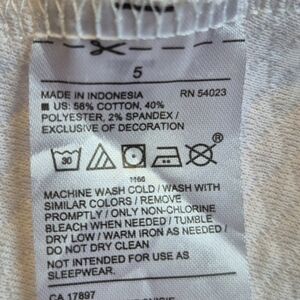 5
MADE IN INDONESIA RN 54023
US: 58% COTTON, 40%
POLYESTER, 2% SPANDEX /
EXCLUSIVE OF DECORATION
®
30
1166
MACHINE WASH COLD / WASH WITH
SIMILAR COLORS / REMOVE
PROMPTLY / ONLY NON-CHLORINE
BLEACH WHEN NEEDED / TUMBLE
DRY LOW / WARM IRON AS NEEDED /
DO NOT DRY CLEAN
NOT INTENDED FOR USE AS
SLEEPWEAR.
CA 17897